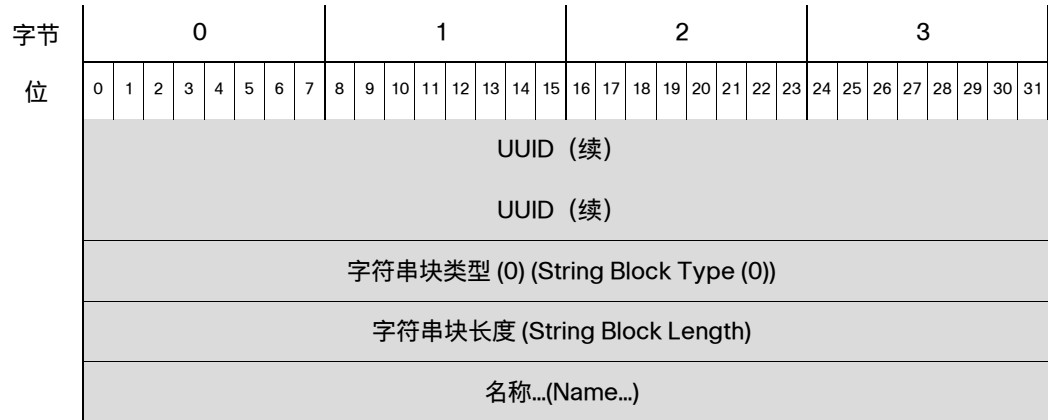 字节 0 1 2 3
位 0 1 2 3 4 5 6 7 8 9 10 11 12 13 14 15 16 17 18 19 20 21 22 23 24 25 26 27 28 29 30 31
UUID（续）
UUID（续）
字符串块类型 (0) (String Block Type (0))
字符串块长度 (String Block Length)
名称...(Name...)